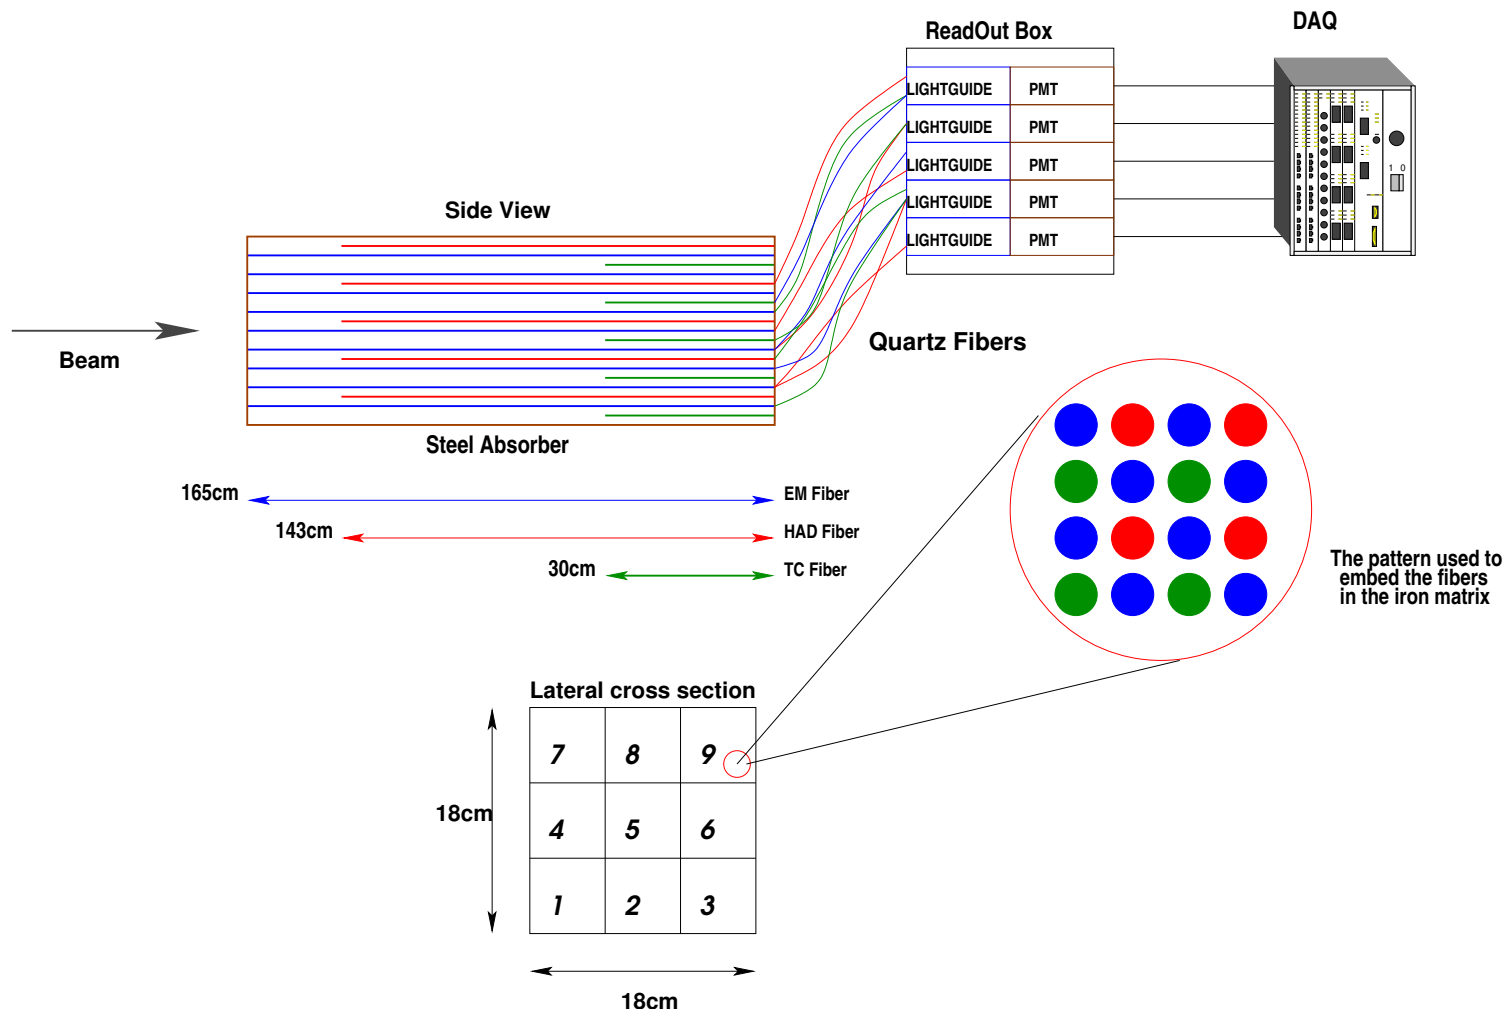 DAQ
ReadOut Box
LIGHTGUIDE PMT
LIGHTGUIDE PMT
LIGHTGUIDE PMT
LIGHTGUIDE PMT
LIGHTGUIDE PMT
1 0
Side View
Beam
Quartz Fibers
Steel Absorber
165cm EM Fiber
143cm HAD Fiber
30cm TC Fiber
The pattern used to
embed the fibers
in the iron matrix
Lateral cross section
7 8 9
18cm
4 5 6
1 2 3
18cm